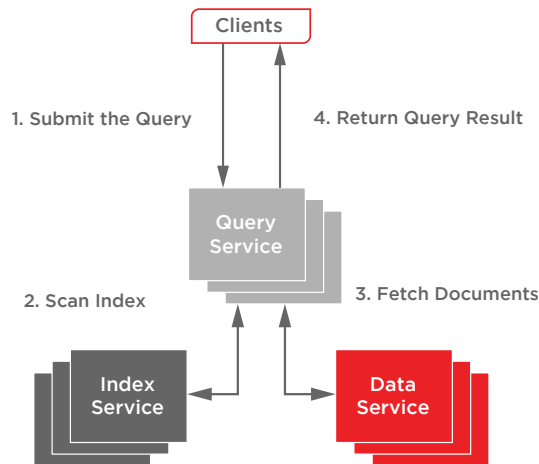 Clients
1. Submit the Query
4. Return Query Result
Query
Service
2. Scan Index
3. Fetch Documents
Index
Service
Data
Service